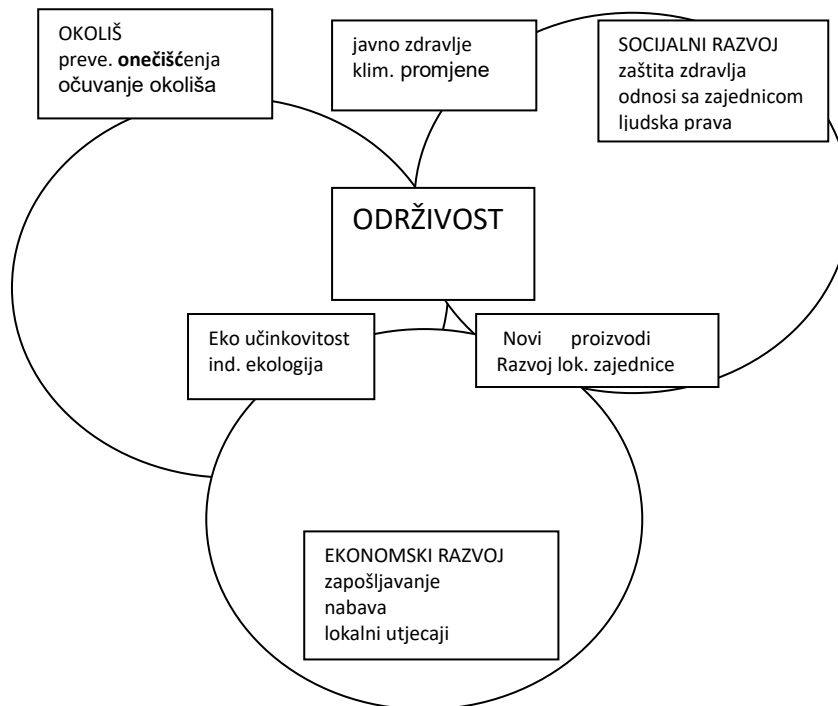 OKOLIŠ
preve. onečišćenja
očuvanje okoliša
javno zdravlje
klim. promjene
SOCIJALNI RAZVOJ
zaštita zdravlja
odnosi sa zajednicom
ljudska prava
ODRŽIVOST
Eko učinkovitost
ind. ekologija
Novi proizvodi
Razvoj lok. zajednice
EKONOMSKI RAZVOJ
zapošljavanje
nabava
lokalni utjecaji